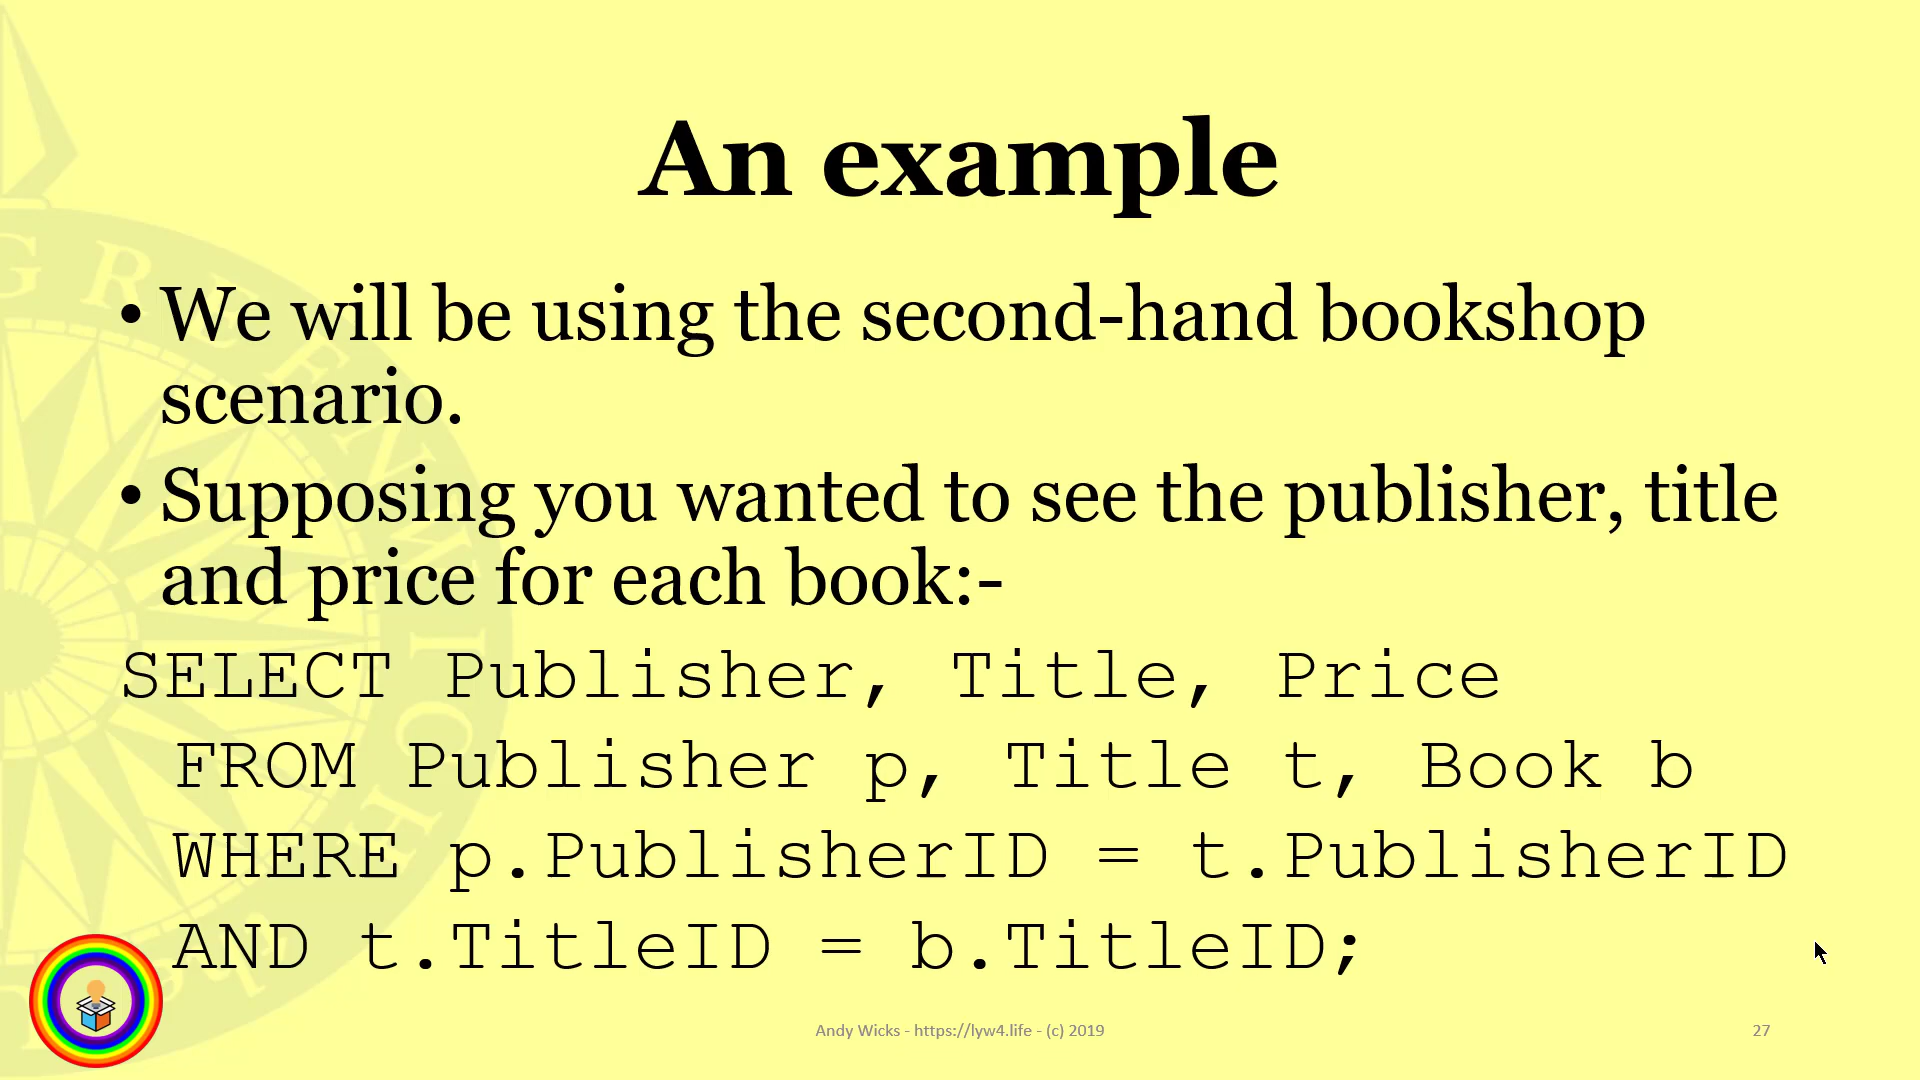 An example
• We will be using the second-hand bookshop
scenario.
• Supposing you wanted to see the publisher, title
and price for each book:-
SELECT Publisher, Title, Price
FROM Publisher p, Title t, Book b
WHERE p.PublisherID = t.PublisherID
AND t.TitleID = b.TitleID;
Andy Wicks - https://lyw4.life - (c) 2019
27